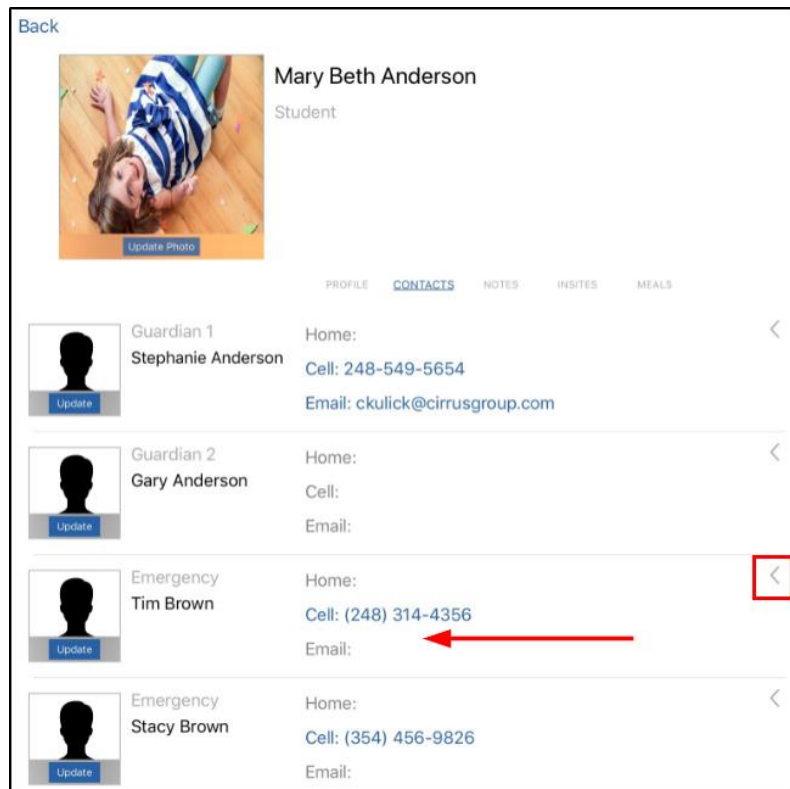 Back
Mary Beth Anderson
Student
Update Photo
PROFILE CONTACTS NOTES INSITES MEALS
Guardian 1
Stephanie Anderson
Home:
Cell: 248-549-5654
Email: ckulick@cirrusgroup.com
Update
Guardian 2
Gary Anderson
Home:
Cell:
Email:
Update
Emergency
Tim Brown
Home:
Cell: (248) 314-4356
Email:
Update
Emergency
Stacy Brown
Home:
Cell: (354) 456-9826
Email:
Update